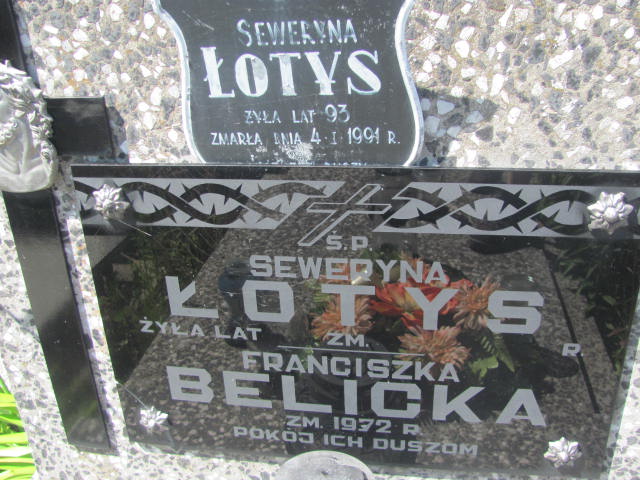 SEWERYNA
ŁOTYS
ŻYŁA LAT 93
ZMARŁA DNIA 4 I 1991 R.
Ś.P.
SEWERYNA
ŁOTYS
ŻYŁA LAT ZM. R
FRANCISZKA
BELICKA
ZM. 1972 R.
POKÓJ ICH DUSZOM